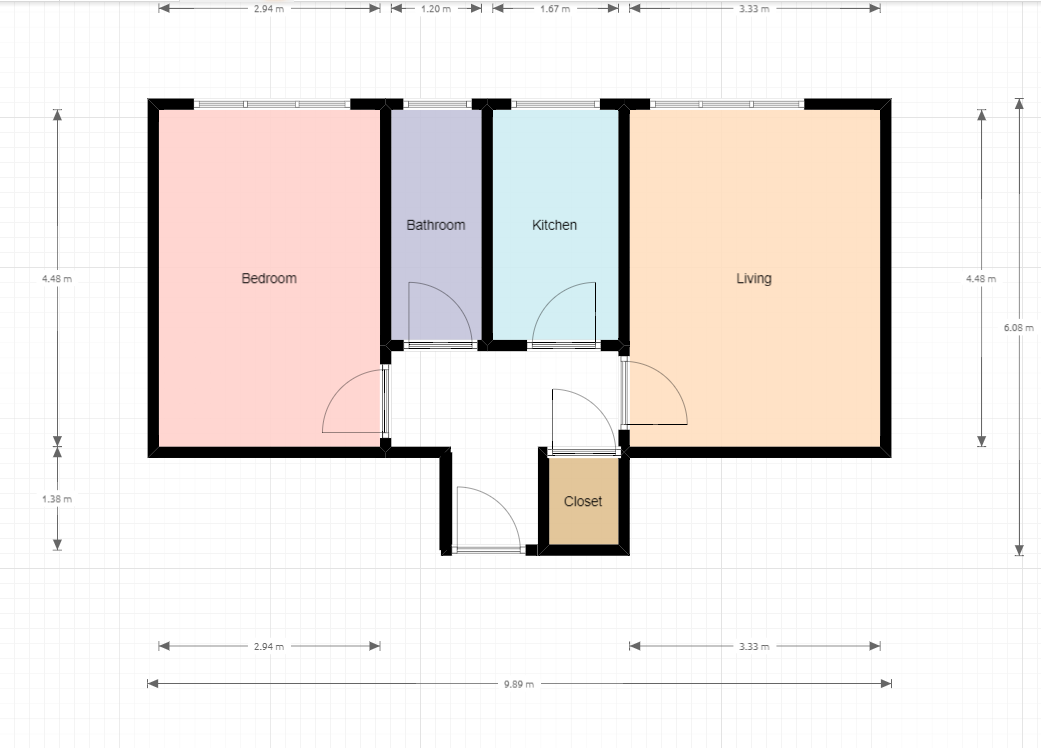 2.94 m
1.20 m
1.67 m
3.33 m
Bathroom
Kitchen
Bedroom
Living
4.48 m
4.48 m
6.08 m
1.38 m
Closet
2.94 m
3.33 m
9.89 m